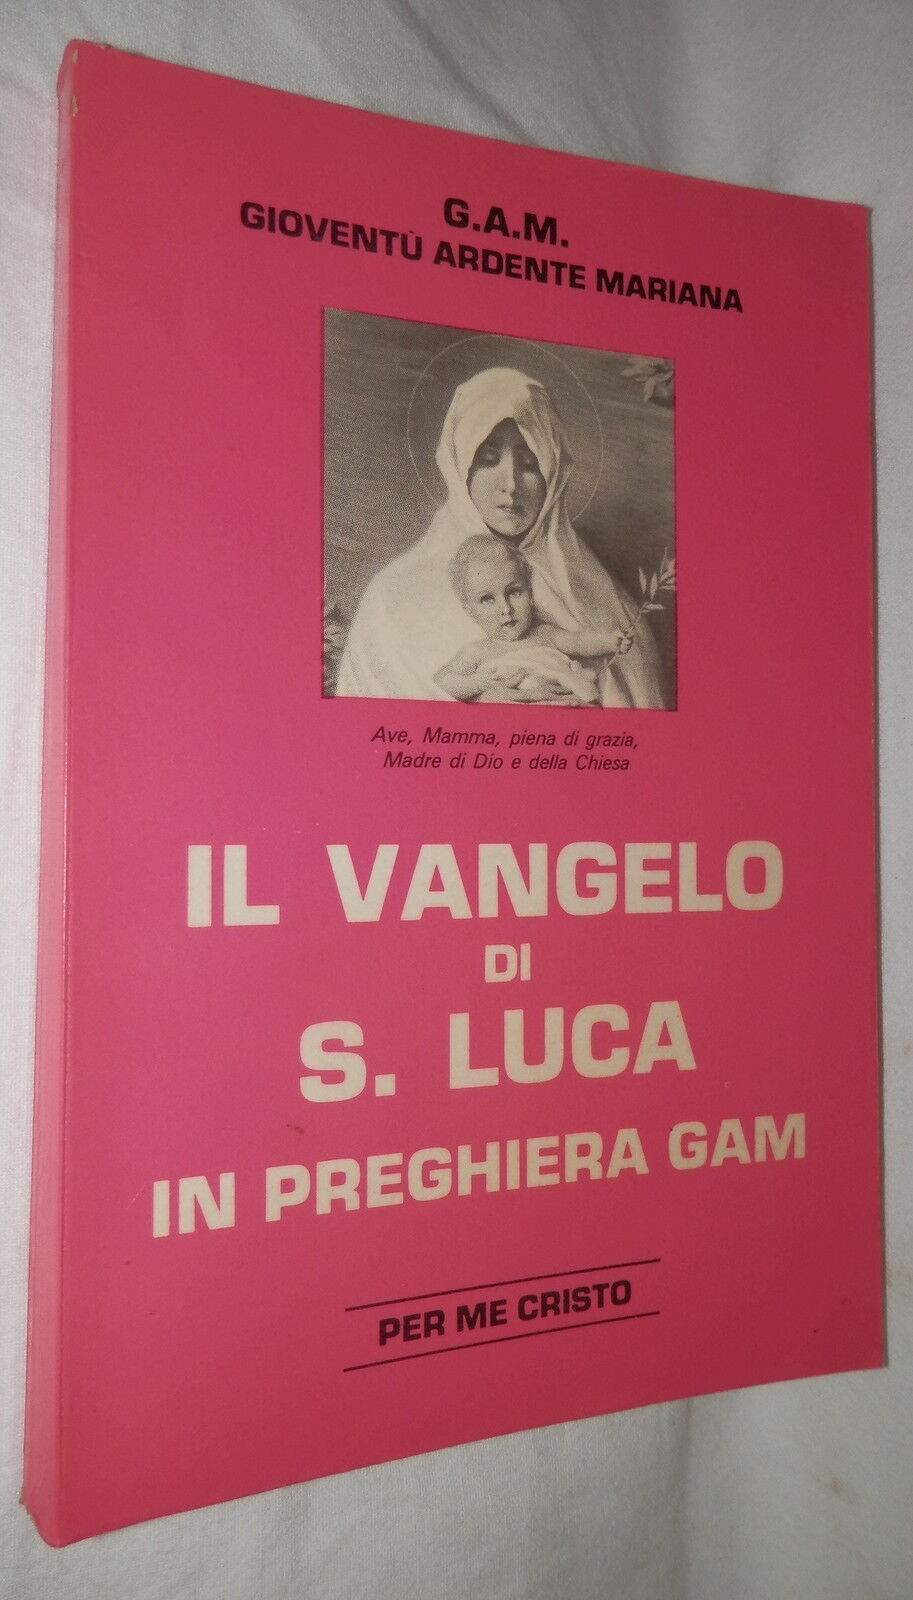 G.A.M.
GIOVENTÙ ARDENTE MARIANA
Ave, Mamma, piena di grazia,
Madre di Dio e della Chiesa
IL VANGELO
DI
S. LUCA
IN PREGHIERA GAM
PER ME CRISTO